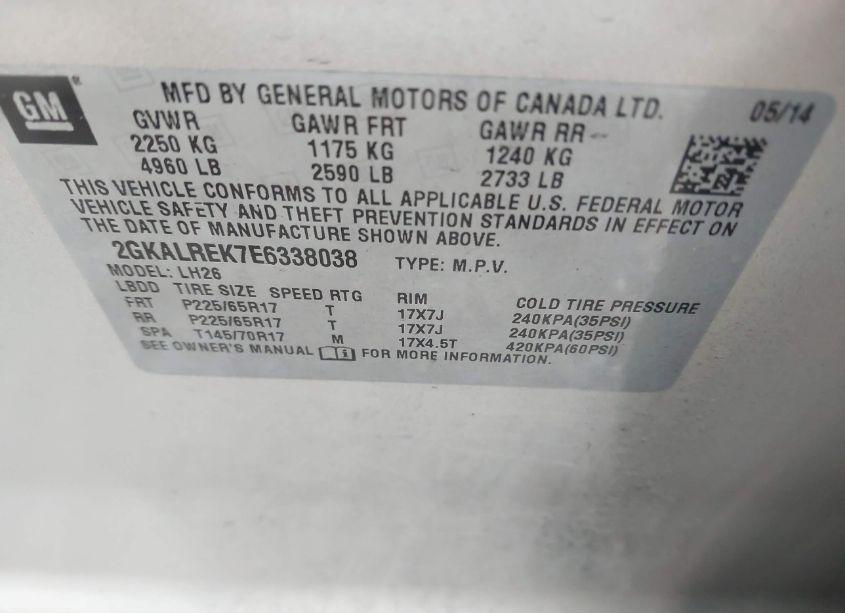 GM
MFD BY GENERAL MOTORS OF CANADA LTD. 05/14
GVWR GAWR FRT GAWR RR
2250 KG 1175 KG 1240 KG
4960 LB 2590 LB 2733 LB
THIS VEHICLE CONFORMS TO ALL APPLICABLE U.S. FEDERAL MOTOR
VEHICLE SAFETY AND THEFT PREVENTION STANDARDS IN EFFECT ON
THE DATE OF MANUFACTURE SHOWN ABOVE.
2GKALREK7E6338038 TYPE: M.P.V.
MODEL: LH26
LBDD TIRE SIZE SPEED RTG RIM COLD TIRE PRESSURE
FRT P225/65R17 T 17X7J 240KPA(35PSI)
RR P225/65R17 T 17X7J 240KPA(35PSI)
SPA T145/70R17 M 17X4.5T 420KPA(60PSI)
SEE OWNER'S MANUAL FOR MORE INFORMATION.